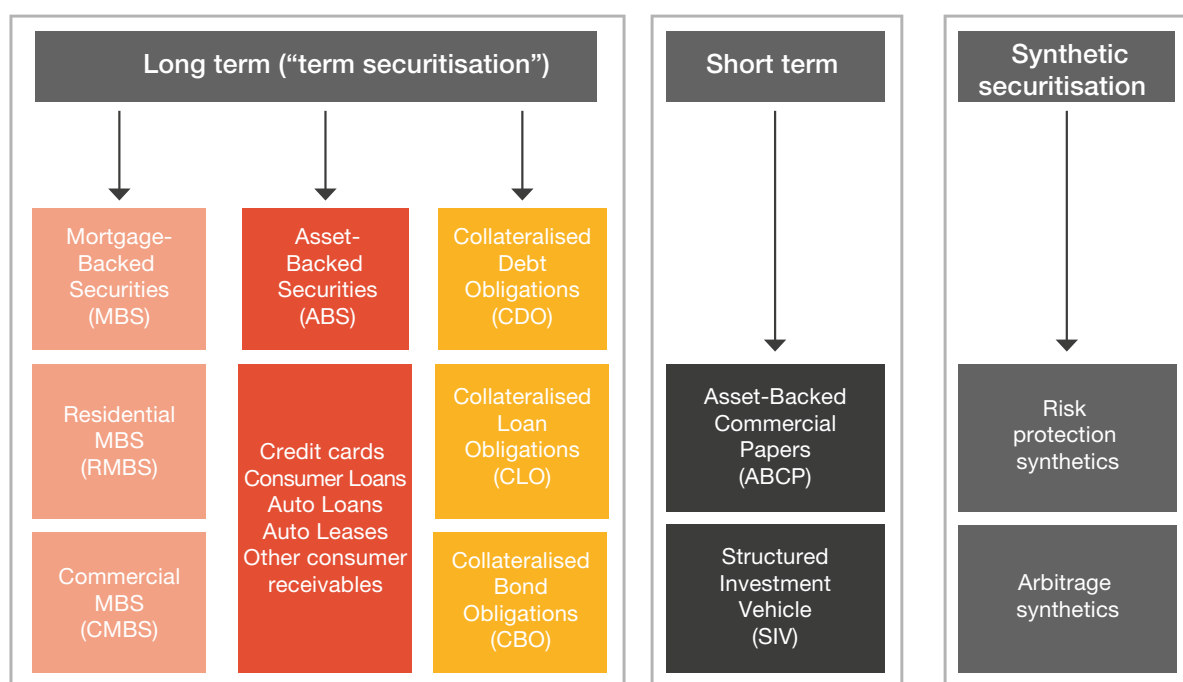 Long term (“term securitisation”)
Mortgage-
Backed
Securities
(MBS)
Residential
MBS
(RMBS)
Commercial
MBS
(CMBS)
Asset-
Backed
Securities
(ABS)
Credit cards
Consumer Loans
Auto Loans
Auto Leases
Other consumer
receivables
Collateralised
Debt
Obligations
(CDO)
Collateralised
Loan
Obligations
(CLO)
Collateralised
Bond
Obligations
(CBO)
Short term
Asset-Backed
Commercial
Papers
(ABCP)
Structured
Investment
Vehicle
(SIV)
Synthetic
securitisation
Risk
protection
synthetics
Arbitrage
synthetics